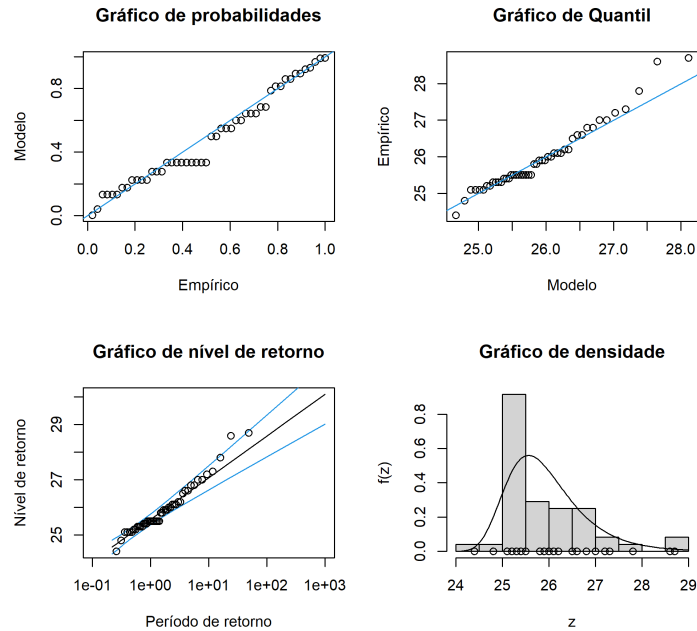 Gráfico de probabilidades
Modelo
0.0 0.4 0.8
0.0 0.2 0.4 0.6 0.8 1.0
Empírico
Gráfico de Quantil
Empírico
25 26 27 28
25.0 26.0 27.0 28.0
Modelo
Gráfico de nível de retorno
Nível de retorno
25 27 29
1e-01 1e+00 1e+01 1e+02 1e+03
Período de retorno
Gráfico de densidade
f(z)
0.0 0.2 0.4 0.6 0.8
24 25 26 27 28 29
z